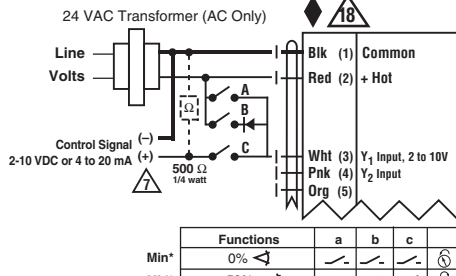 24 VAC Transformer (AC Only)
18
Line
Volts
Blk (1) Common
Red (2) + Hot
A
Ω
B
C
Control Signal (–)
2-10 VDC or 4 to 20 mA (+)
7
500 Ω
1/4 watt
Wht (3) Y1 Input, 2 to 10V
Pnk (4) Y2 Input
Org (5)
Functions a b c
Min* 0%